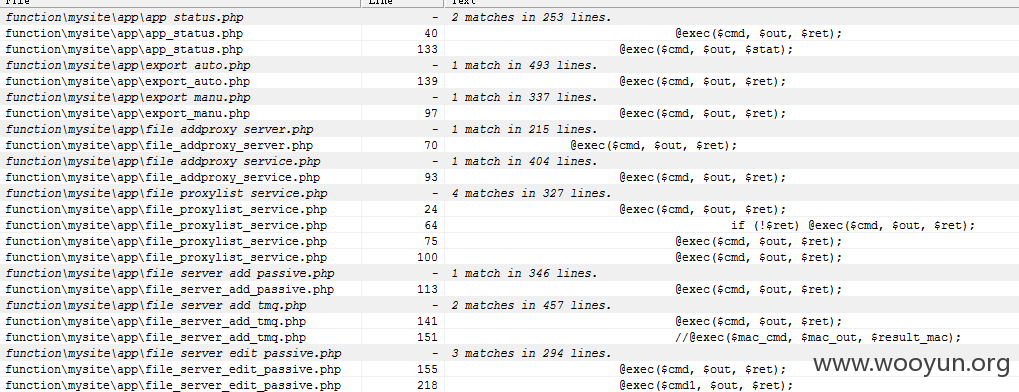 File Line Text
function\mysite\app\app status.php - 2 matches in 253 lines.
function\mysite\app\app_status.php 40 @exec($cmd, $out, $ret);
function\mysite\app\app_status.php 133 @exec($cmd, $out, $stat);
function\mysite\app\export auto.php - 1 match in 493 lines.
function\mysite\app\export_auto.php 139 @exec($cmd, $out, $ret);
function\mysite\app\export manu.php - 1 match in 337 lines.
function\mysite\app\export_manu.php 97 @exec($cmd, $out, $ret);
function\mysite\app\file addproxy server.php - 1 match in 215 lines.
function\mysite\app\file_addproxy_server.php 70 @exec($cmd, $out, $ret);
function\mysite\app\file addproxy service.php - 1 match in 404 lines.
function\mysite\app\file_addproxy_service.php 93 @exec($cmd, $out, $ret);
function\mysite\app\file proxylist service.php - 4 matches in 327 lines.
function\mysite\app\file_proxylist_service.php 24 @exec($cmd, $out, $ret);
function\mysite\app\file_proxylist_service.php 64 if (!$ret) @exec($cmd, $out, $ret);
function\mysite\app\file_proxylist_service.php 75 @exec($cmd, $out, $ret);
function\mysite\app\file_proxylist_service.php 100 @exec($cmd, $out, $ret);
function\mysite\app\file server add passive.php - 1 match in 346 lines.
function\mysite\app\file_server_add_passive.php 113 @exec($cmd, $out, $ret);
function\mysite\app\file server add tmq.php - 2 matches in 457 lines.
function\mysite\app\file_server_add_tmq.php 141 @exec($cmd, $out, $ret);
function\mysite\app\file_server_add_tmq.php 151 //@exec($mac_cmd, $mac_out, $result_mac);
function\mysite\app\file server edit passive.php - 3 matches in 294 lines.
function\mysite\app\file_server_edit_passive.php 155 @exec($cmd, $out, $ret);
function\mysite\app\file_server_edit_passive.php 218 @exec($cmd1, $out, $ret);
www.wooyun.org